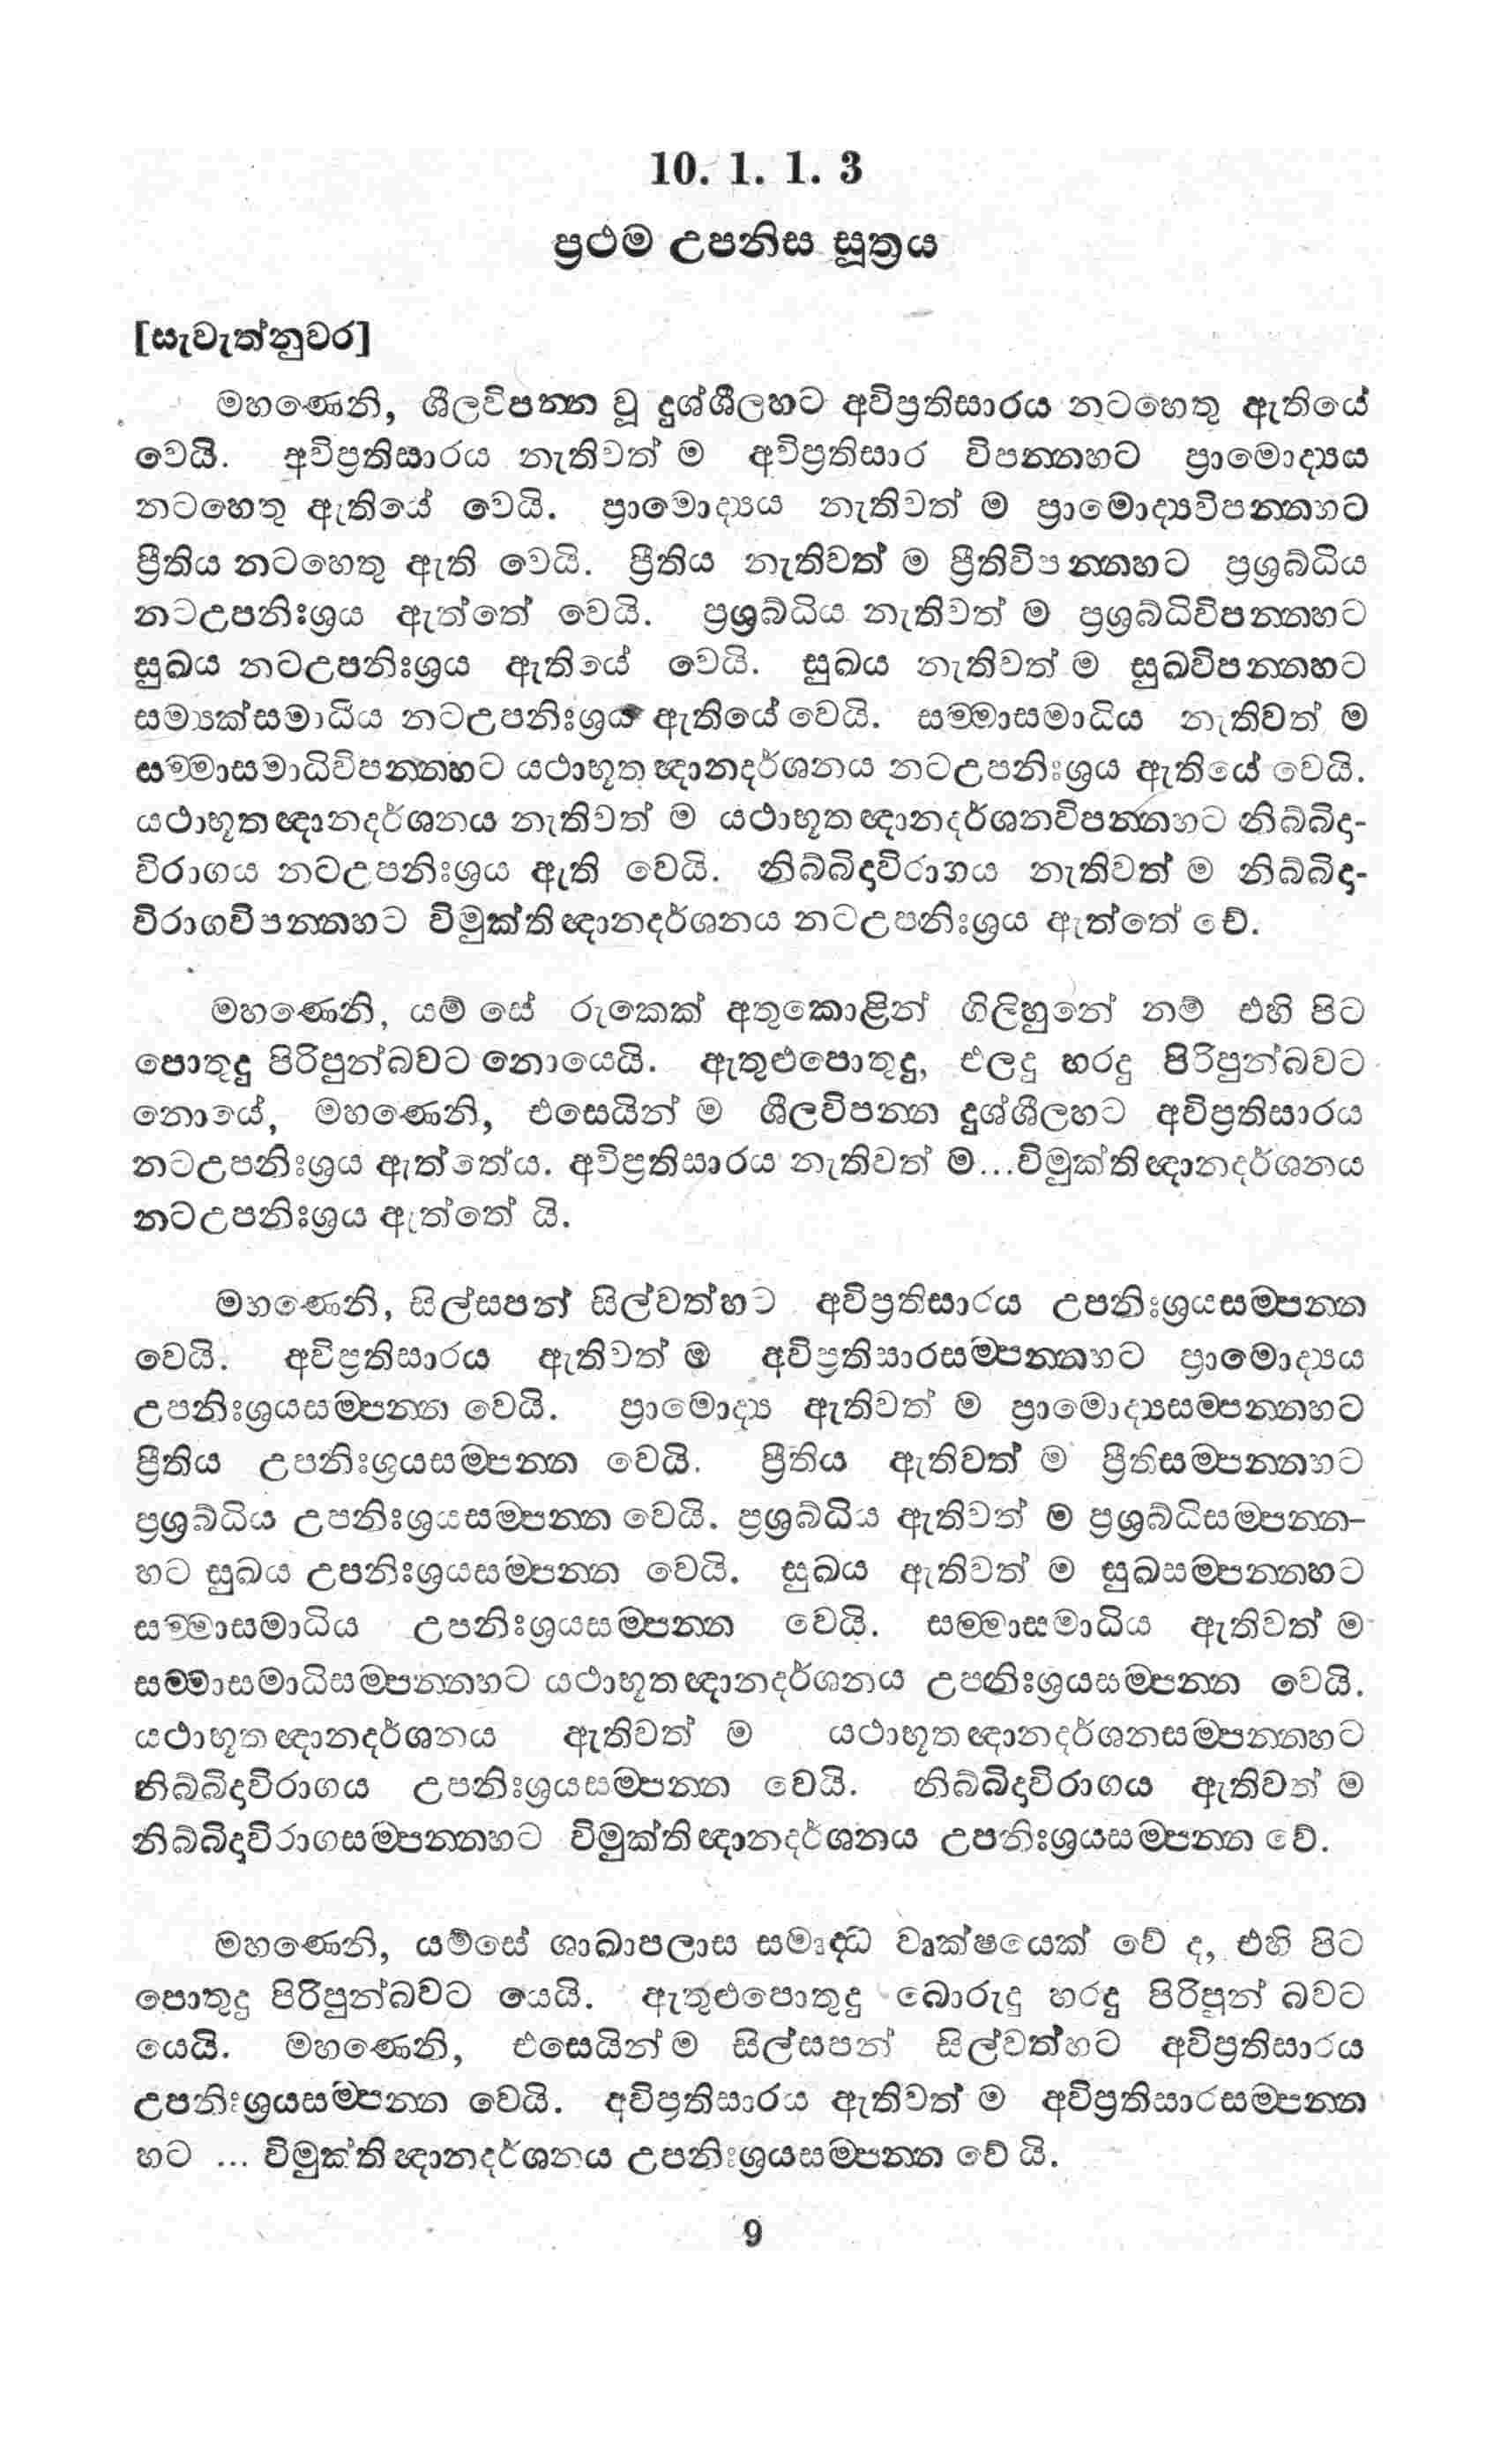 10. 1. 1. 3
ප්‍රථම උපනිස සූත්‍රය
[සැවැත්නුවර]
මහණෙනි, ශීලවිපන්න වූ දුශ්ශීලහට අවිප්‍රතිසාරය නටහෙතු ඇතියේ
වෙයි. අවිප්‍රතිසාරය නැතිවත් ම අවිප්‍රතිසාර විපන්නහට ප්‍රාමොද්‍යය
නටහෙතු ඇතියේ වෙයි. ප්‍රාමොද්‍යය නැතිවත් ම ප්‍රාමොද්‍යවිපන්නහට
ප්‍රීතිය නටහෙතු ඇති වෙයි. ප්‍රීතිය නැතිවත් ම ප්‍රීතිවිපන්නහට ප්‍රශ්‍රබ්ධිය
නටඋපනිඃශ්‍රය ඇත්තේ වෙයි. ප්‍රශ්‍රබ්ධිය නැතිවත් ම ප්‍රශ්‍රබ්ධිවිපන්නහට
සුඛය නටඋපනිඃශ්‍රය ඇතියේ වෙයි. සුඛය නැතිවත් ම සුඛවිපන්නහට
සම්‍යක්සමාධිය නටඋපනිඃශ්‍රය ඇතියේ වෙයි. සම්මාසමාධිය නැතිවත් ම
සම්මාසමාධිවිපන්නහට යථාභූතඥානදර්ශනය නටඋපනිඃශ්‍රය ඇතියේ වෙයි.
යථාභූතඥානදර්ශනය නැතිවත් ම යථාභූතඥානදර්ශනවිපන්නහට නිබ්බිදා-
විරාගය නටඋපනිඃශ්‍රය ඇති වෙයි. නිබ්බිදාවිරාගය නැතිවත් ම නිබ්බිදා-
විරාගවිපන්නහට විමුක්තිඥානදර්ශනය නටඋපනිඃශ්‍රය ඇත්තේ වේ.
මහණෙනි, යම් සේ රුකෙක් අතුකොළින් ගිලිහුනේ නම් එහි පිට
පොතුදු පිරිපුන්බවට නොයෙයි. ඇතුළුපොතුදු, එලදු හරදු පිරිපුන්බවට
නොයේ, මහණෙනි, එසෙයින් ම ශීලවිපන්න දුශ්ශීලහට අවිප්‍රතිසාරය
නටඋපනිඃශ්‍රය ඇත්තේය. අවිප්‍රතිසාරය නැතිවත් ම...විමුක්තිඥානදර්ශනය
නටඋපනිඃශ්‍රය ඇත්තේ යි.
මහණෙනි, සිල්සපන් සිල්වත්හට අවිප්‍රතිසාරය උපනිඃශ්‍රයසම්පන්න
වෙයි. අවිප්‍රතිසාරය ඇතිවත් ම අවිප්‍රතිසාරසම්පන්නහට ප්‍රාමොද්‍යය
උපනිඃශ්‍රයසම්පන්න වෙයි. ප්‍රාමොද්‍ය ඇතිවත් ම ප්‍රාමොද්‍යසම්පන්නහට
ප්‍රීතිය උපනිඃශ්‍රයසම්පන්න වෙයි. ප්‍රීතිය ඇතිවත් ම ප්‍රීතිසම්පන්නහට
ප්‍රශ්‍රබ්ධිය උපනිඃශ්‍රයසම්පන්න වෙයි. ප්‍රශ්‍රබ්ධිය ඇතිවත් ම ප්‍රශ්‍රබ්ධිසම්පන්න-
හට සුඛය උපනිඃශ්‍රයසම්පන්න වෙයි. සුඛය ඇතිවත් ම සුඛසම්පන්නහට
සම්මාසමාධිය උපනිඃශ්‍රයසම්පන්න වෙයි. සම්මාසමාධිය ඇතිවත් ම
සම්මාසමාධිසම්පන්නහට යථාභූතඥානදර්ශනය උපනිඃශ්‍රයසම්පන්න වෙයි.
යථාභූතඥානදර්ශනය ඇතිවත් ම යථාභූතඥානදර්ශනසම්පන්නහට
නිබ්බිදාවිරාගය උපනිඃශ්‍රයසම්පන්න වෙයි. නිබ්බිදාවිරාගය ඇතිවත් ම
නිබ්බිදාවිරාගසම්පන්නහට විමුක්තිඥානදර්ශනය උපනිඃශ්‍රයසම්පන්න වේ.
මහණෙනි, යම්සේ ශාඛාපලාස සමෘද්ධ වෘක්ෂයෙක් වේ ද, එහි පිට
පොතුදු පිරිපුන්බවට යෙයි. ඇතුළුපොතුදු බොරුදු හරදු පිරිපුන් බවට
යෙයි. මහණෙනි, එසෙයින් ම සිල්සපන් සිල්වත්හට අවිප්‍රතිසාරය
උපනිඃශ්‍රයසම්පන්න වෙයි. අවිප්‍රතිසාරය ඇතිවත් ම අවිප්‍රතිසාරසම්පන්න
හට ... විමුක්තිඥානදර්ශනය උපනිඃශ්‍රයසම්පන්න වේ යි.
9